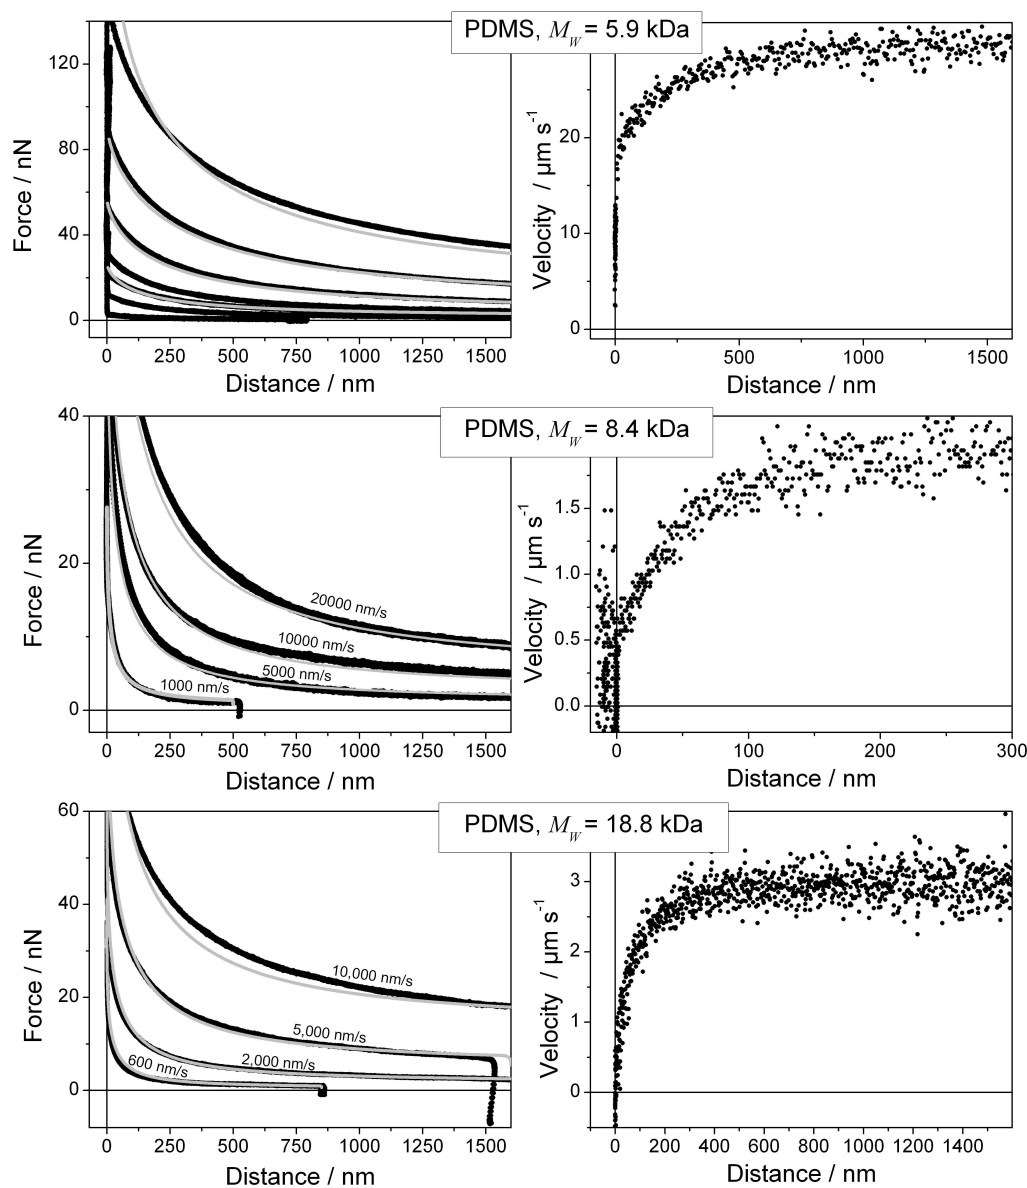 PDMS, M_W = 5.9 kDa
120
80
40
0
Force / nN
0 250 500 750 1000 1250 1500
Distance / nm
20
10
0
Velocity / µm s⁻¹
0 500 1000 1500
Distance / nm
PDMS, M_W = 8.4 kDa
40
20
0
Force / nN
20000 nm/s
10000 nm/s
5000 nm/s
1000 nm/s
0 250 500 750 1000 1250 1500
Distance / nm
1.5
1.0
0.5
0.0
Velocity / µm s⁻¹
0 100 200 300
Distance / nm
PDMS, M_W = 18.8 kDa
60
40
20
0
Force / nN
10,000 nm/s
5,000 nm/s
2,000 nm/s
600 nm/s
0 250 500 750 1000 1250 1500
Distance / nm
3
2
1
0
Velocity / µm s⁻¹
0 200 400 600 800 1000 1200 1400
Distance / nm